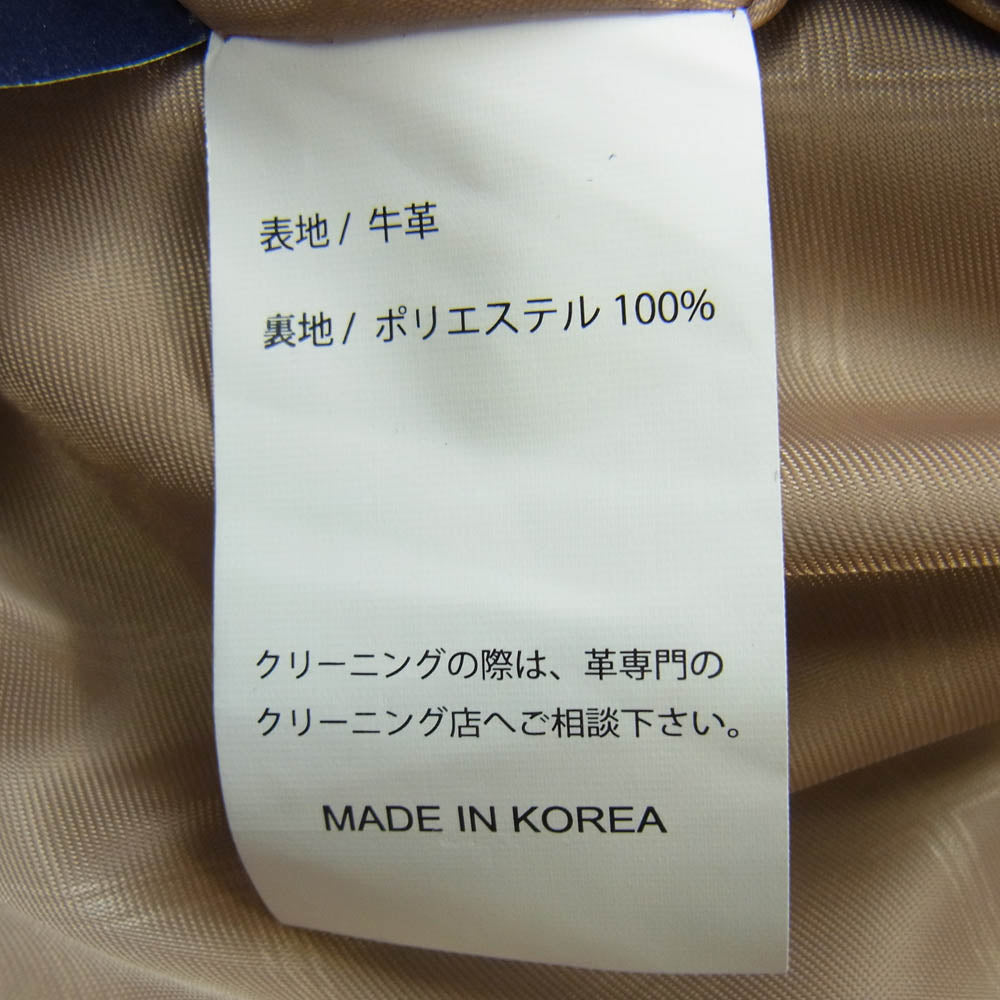 表地 / 牛革
裏地 / ポリエステル 100%
クリーニングの際は、革専門の
クリーニング店へご相談下さい。
MADE IN KOREA